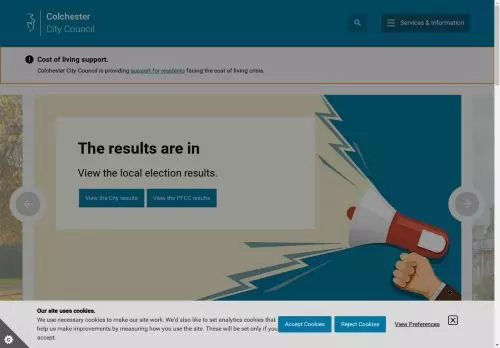 Colchester
City Council
Services & Information
Cost of living support.
Colchester City Council is providing support for residents facing the cost of living crisis.
The results are in
View the local election results.
View the City results
View the PFCC results
Our site uses cookies.
We use necessary cookies to make our site work. We'd also like to set analytics cookies that
help us make improvements by measuring how you use the site. These will be set only if you
accept.
Accept Cookies
Reject Cookies
View Preferences